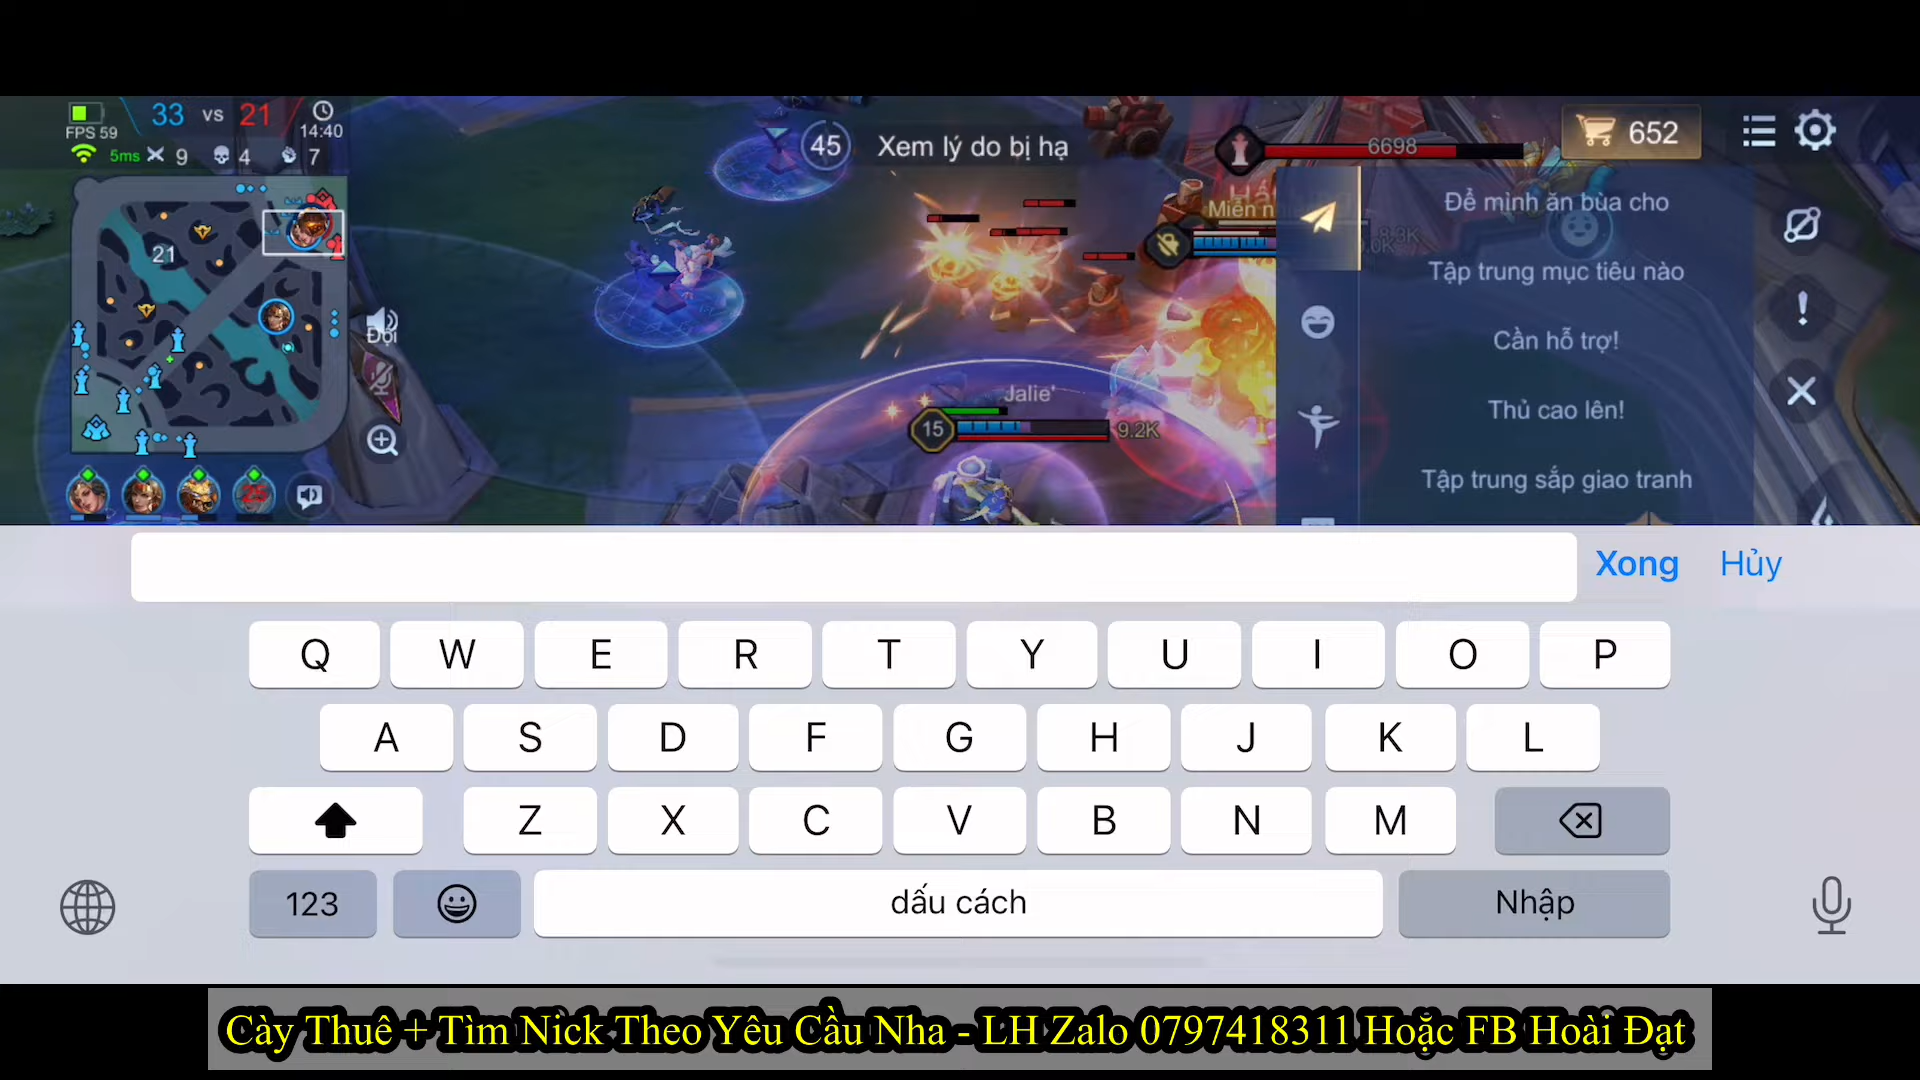 33 vs 21
FPS 59
14:40
5ms 9 4 7
45 Xem lý do bị hạ
6698
652
21
Đội
Miền n
Jalie'
15
9.2K
25
Để mình ăn bùa cho
Tập trung mục tiêu nào
Cần hỗ trợ!
Thủ cao lên!
Tập trung sắp giao tranh
Xong Hủy
Q W E R T Y U I O P
A S D F G H J K L
Z X C V B N M
123 dấu cách Nhập
Cày Thuê + Tìm Nick Theo Yêu Cầu Nha - LH Zalo 0797418311 Hoặc FB Hoài Đạt